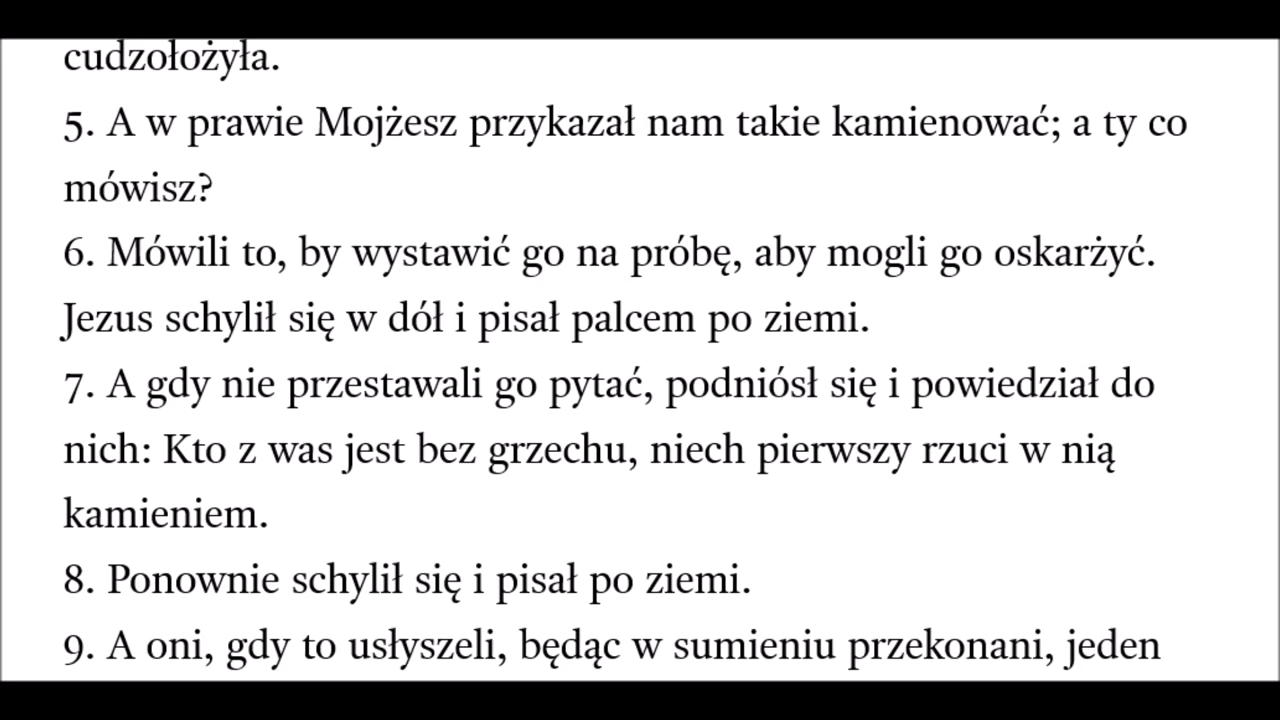 cudzołożyła.
5. A w prawie Mojżesz przykazał nam takie kamienować; a ty co
mówisz?
6. Mówili to, by wystawić go na próbę, aby mogli go oskarżyć.
Jezus schylił się w dół i pisał palcem po ziemi.
7. A gdy nie przestawali go pytać, podniósł się i powiedział do
nich: Kto z was jest bez grzechu, niech pierwszy rzuci w nią
kamieniem.
8. Ponownie schylił się i pisał po ziemi.
9. A oni, gdy to usłyszeli, będąc w sumieniu przekonani, jeden